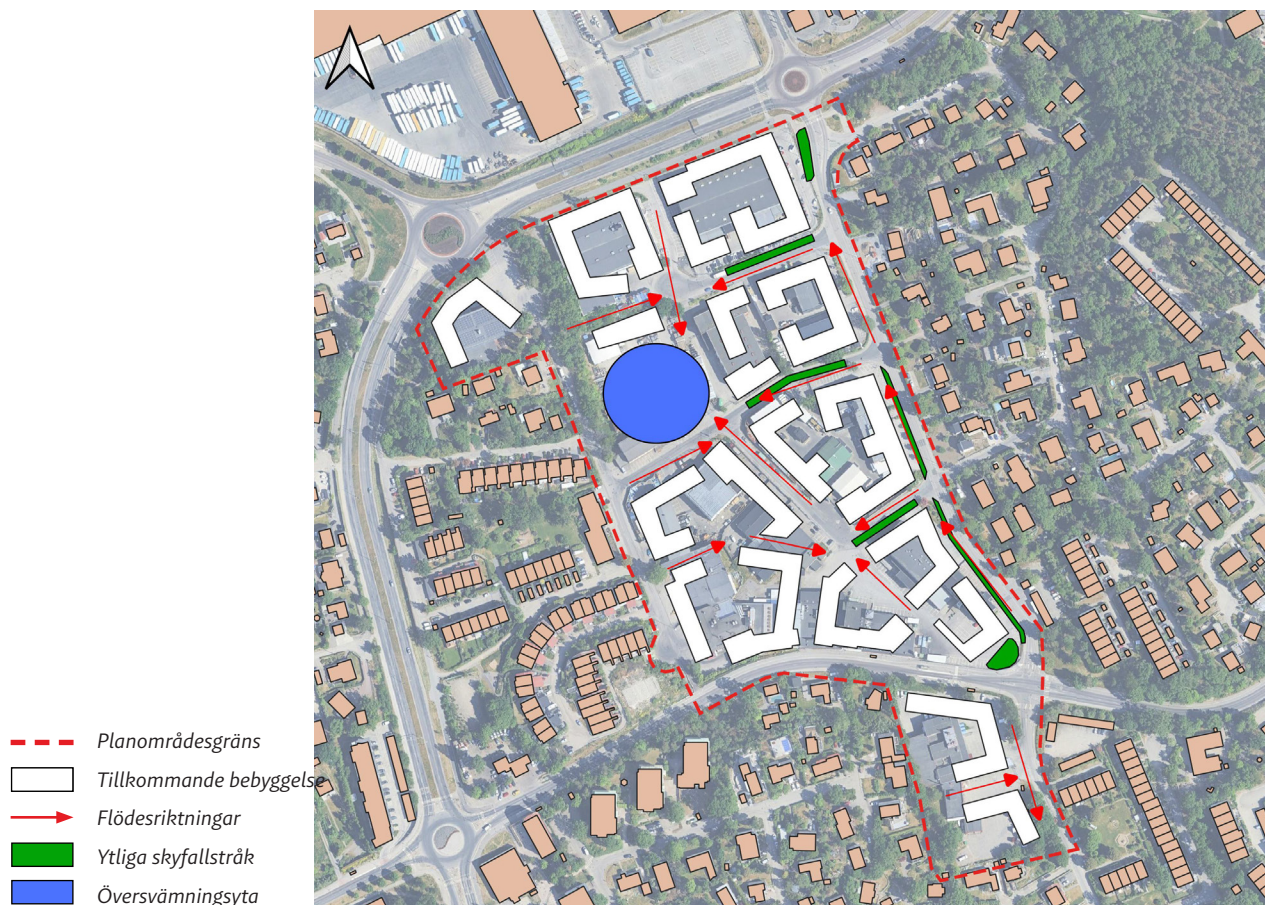 Planområdesgräns
Tillkommande bebyggelse
Flödesriktningar
Ytliga skyfallstråk
Översvämningsyta